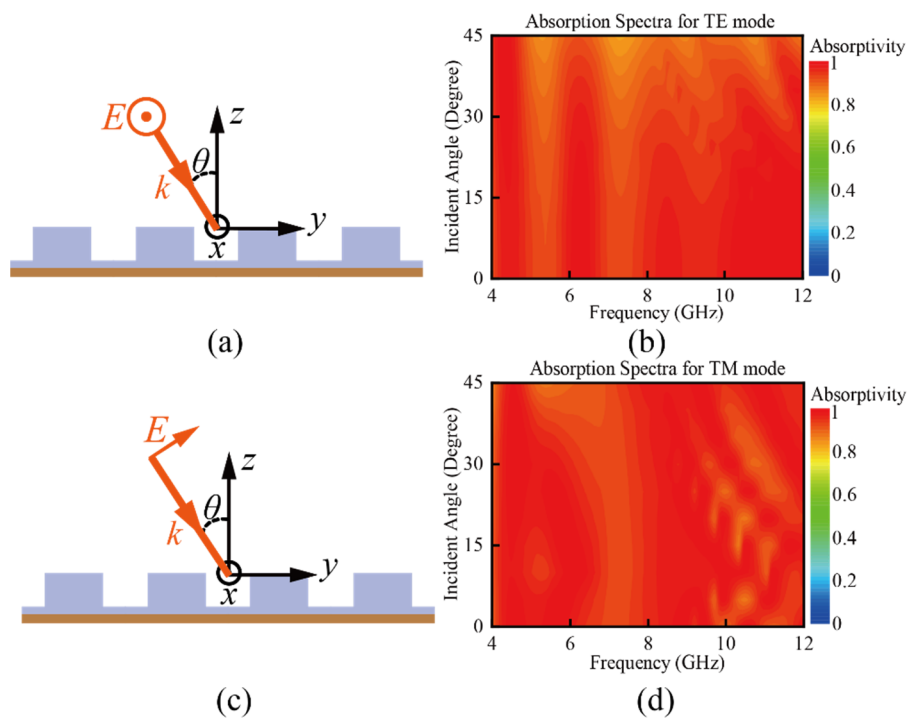 E
z
θ
k
y
x
(a)
Absorption Spectra for TE mode
Absorptivity
Incident Angle (Degree)
45
30
15
0
4 6 8 10 12
Frequency (GHz)
1
0.8
0.6
0.4
0.2
0
(b)
E
z
θ
k
y
x
(c)
Absorption Spectra for TM mode
Absorptivity
Incident Angle (Degree)
45
30
15
0
4 6 8 10 12
Frequency (GHz)
1
0.8
0.6
0.4
0.2
0
(d)